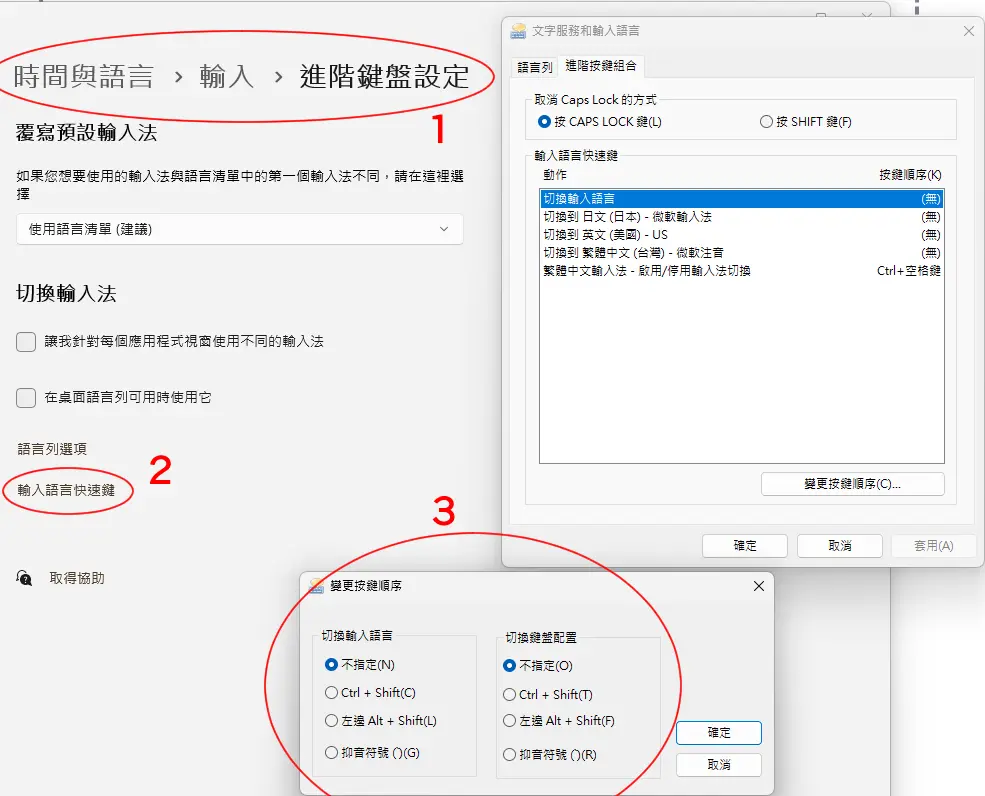 時間與語言 › 輸入 › 進階鍵盤設定
1
覆寫預設輸入法
如果您想要使用的輸入法與語言清單中的第一個輸入法不同，請在這裡選
擇
使用語言清單 (建議)
切換輸入法
讓我針對每個應用程式視窗使用不同的輸入法
在桌面語言列可用時使用它
語言列選項
輸入語言快速鍵
2
取得協助
文字服務和輸入語言
語言列 進階按鍵組合
取消 Caps Lock 的方式
按 CAPS LOCK 鍵(L) 按 SHIFT 鍵(F)
輸入語言快速鍵
動作 按鍵順序(K)
切換輸入語言 (無)
切換到 日文 (日本) - 微軟輸入法 (無)
切換到 英文 (美國) - US (無)
切換到 繁體中文 (台灣) - 微軟注音 (無)
繁體中文輸入法 - 啟用/停用輸入法切換 Ctrl+空格鍵
變更按鍵順序(C)...
確定 取消 套用(A)
3
變更按鍵順序
切換輸入語言
不指定(N)
Ctrl + Shift(C)
左邊 Alt + Shift(L)
抑音符號 (`)(G)
切換鍵盤配置
不指定(O)
Ctrl + Shift(T)
左邊 Alt + Shift(F)
抑音符號 (`)(R)
確定
取消